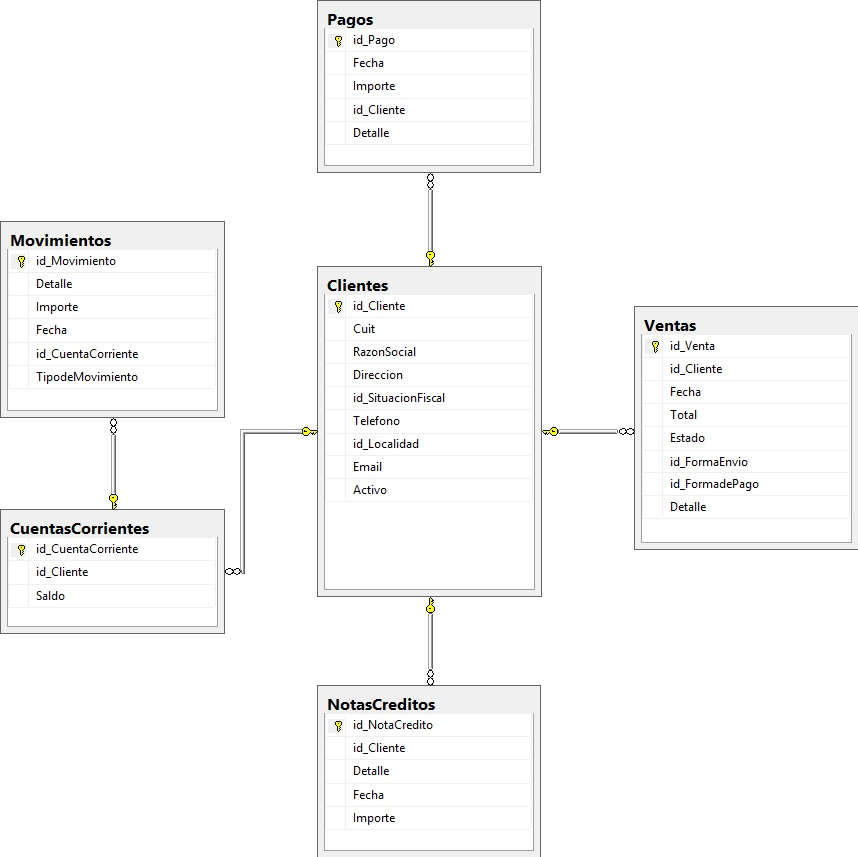 Pagos
id_Pago
Fecha
Importe
id_Cliente
Detalle
Movimientos
id_Movimiento
Detalle
Importe
Fecha
id_CuentaCorriente
TipodeMovimiento
Clientes
id_Cliente
Cuit
RazonSocial
Direccion
id_SituacionFiscal
Telefono
id_Localidad
Email
Activo
Ventas
id_Venta
id_Cliente
Fecha
Total
Estado
id_FormaEnvio
id_FormadePago
Detalle
CuentasCorrientes
id_CuentaCorriente
id_Cliente
Saldo
NotasCreditos
id_NotaCredito
id_Cliente
Detalle
Fecha
Importe